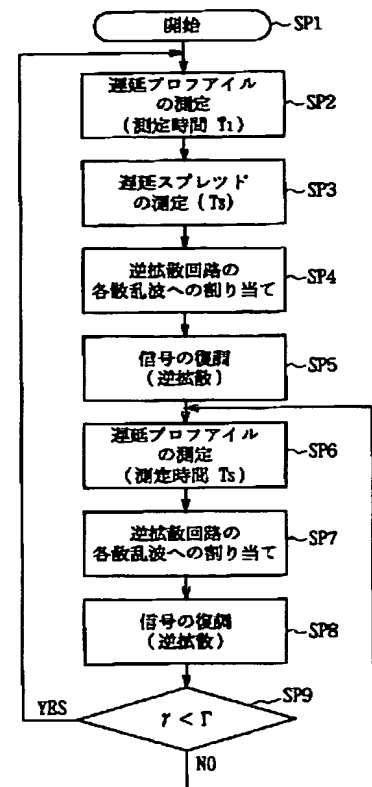 開始
SP1
遅延プロフアイル
の測定
(測定時間 T1)
SP2
遅延スプレツド
の測定 (Ts)
SP3
逆拡散回路の
各散乱波への割り当て
SP4
信号の復調
(逆拡散)
SP5
遅延プロフアイル
の測定
(測定時間 Ts)
SP6
逆拡散回路の
各散乱波への割り当て
SP7
信号の復調
(逆拡散)
SP8
SP9
YES
γ < Γ
NO